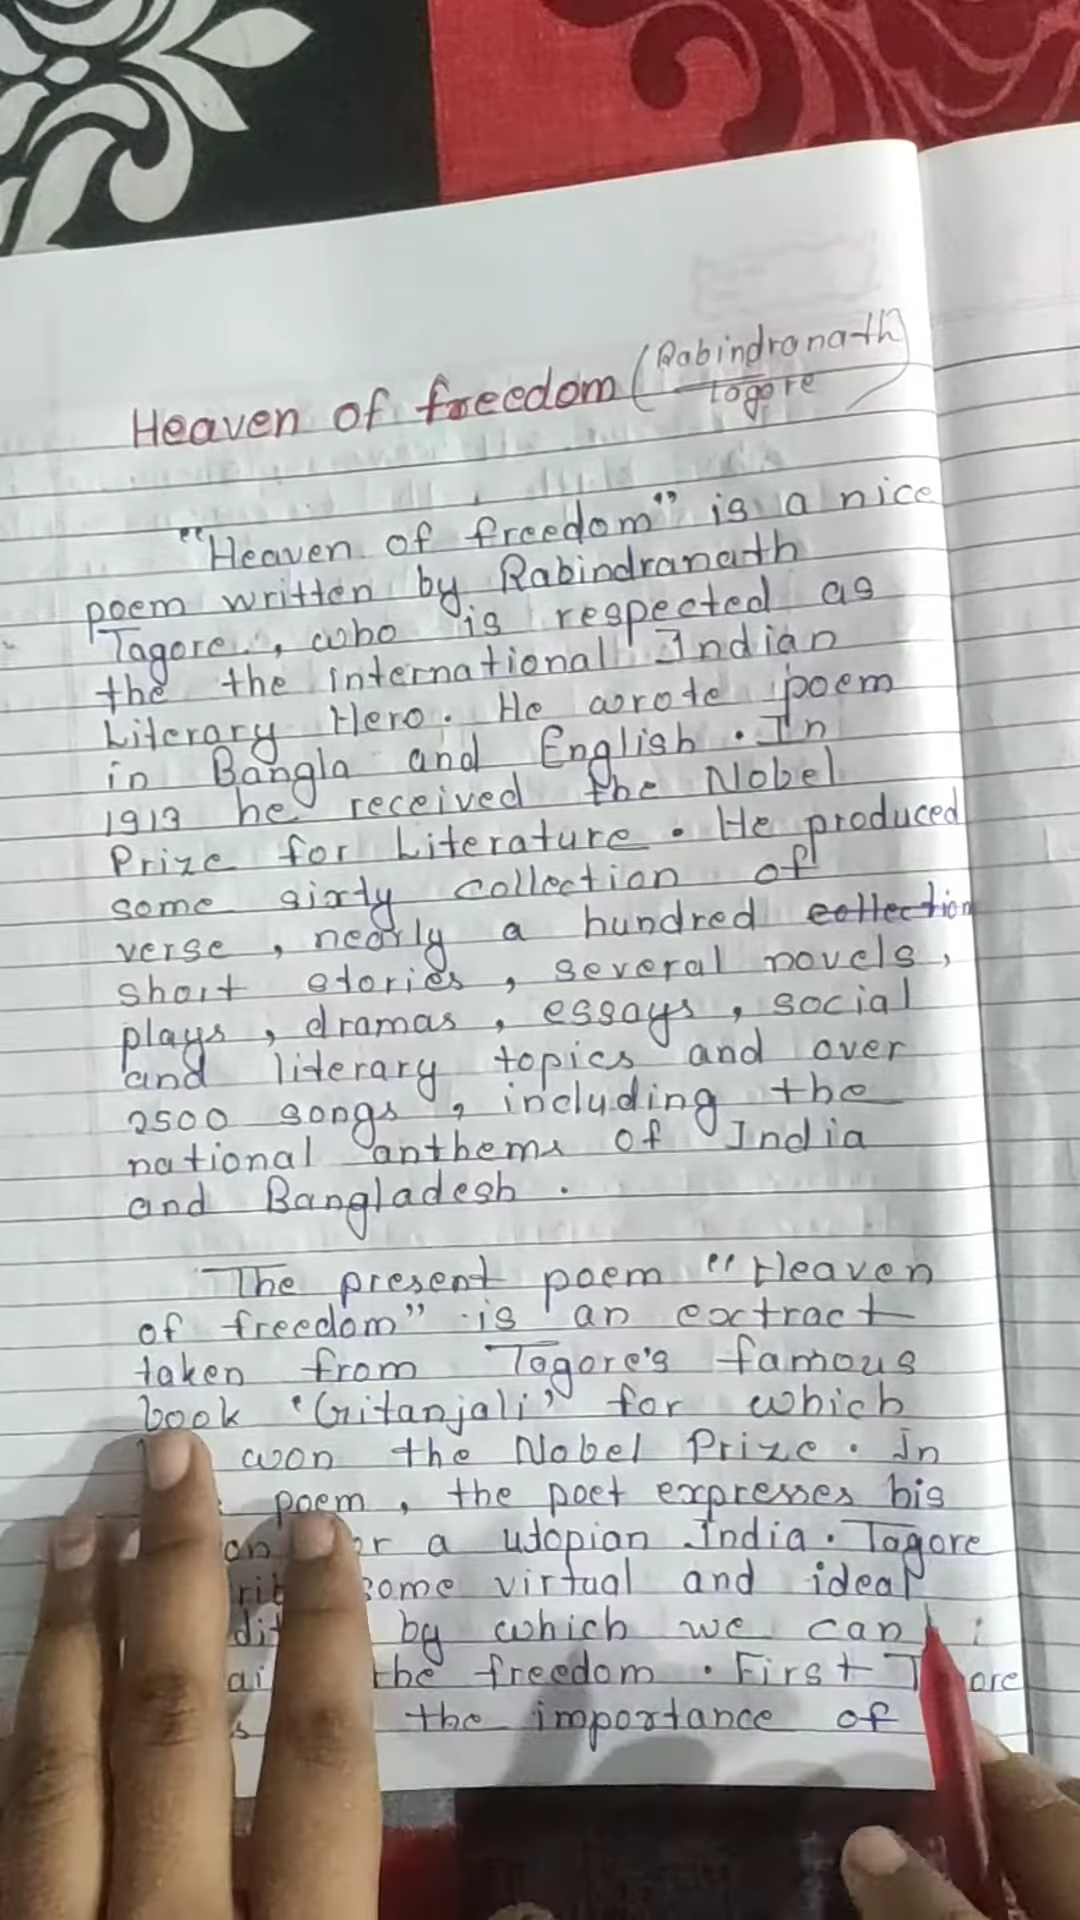 Heaven of freedom (Rabindranath
Togore)
"Heaven of freedom" is a nice
poem written by Rabindranath
Tagore, who is respected as
the the international Indian
Literary Hero. He wrote poem
in Bangla and English. In
1913 he received the Nobel
Prize for Literature. He produced
some sixty collection of
verse, nearly a hundred collection
short stories, several novels,
plays, dramas, essays, social
and literary topics and over
2500 songs, including the
national anthems of India
and Bangladesh.
The present poem "Heaven
of freedom" is an extract
taken from Tagore's famous
book 'Gitanjali' for which
won the Nobel Prize. In
poem, the poet expresses his
a utopian India. Tagore
some virtual and ideal
by which we can
the freedom. First
the importance of